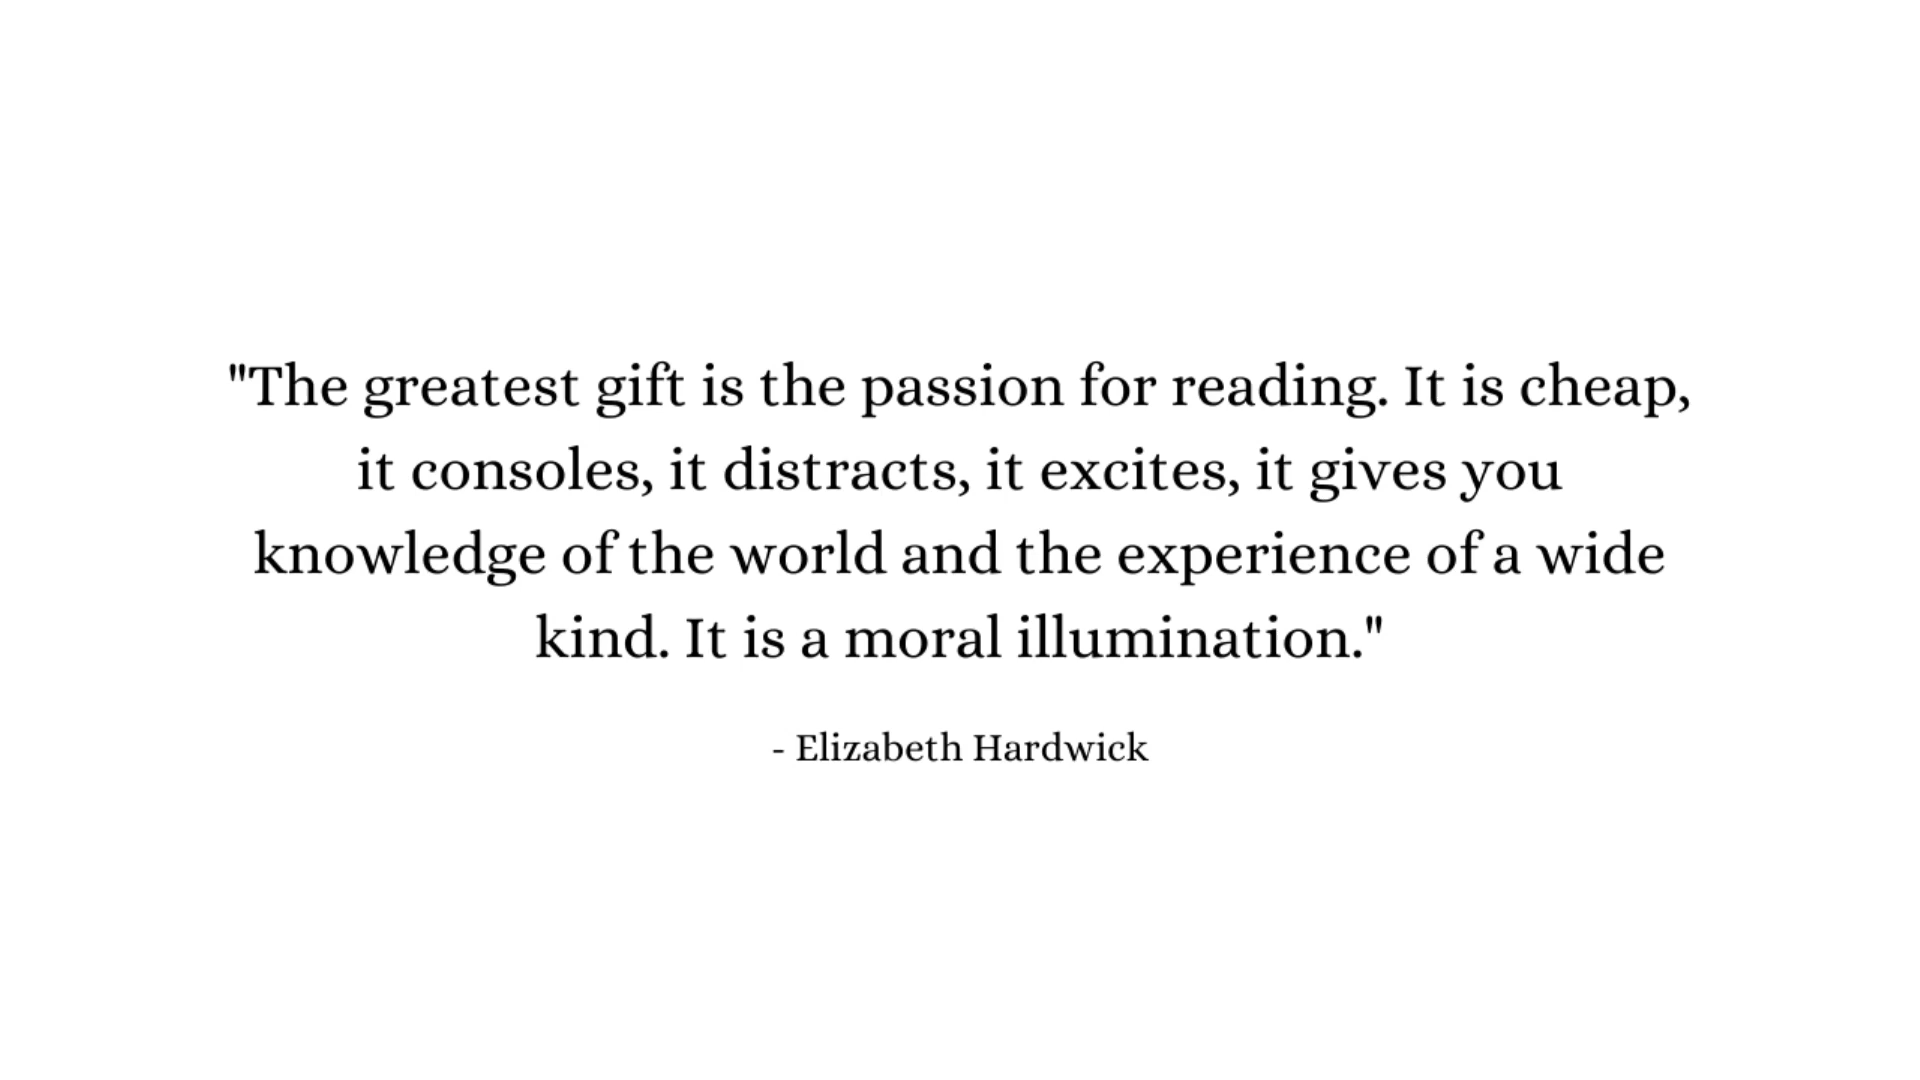 "The greatest gift is the passion for reading. It is cheap,
it consoles, it distracts, it excites, it gives you
knowledge of the world and the experience of a wide
kind. It is a moral illumination."
- Elizabeth Hardwick